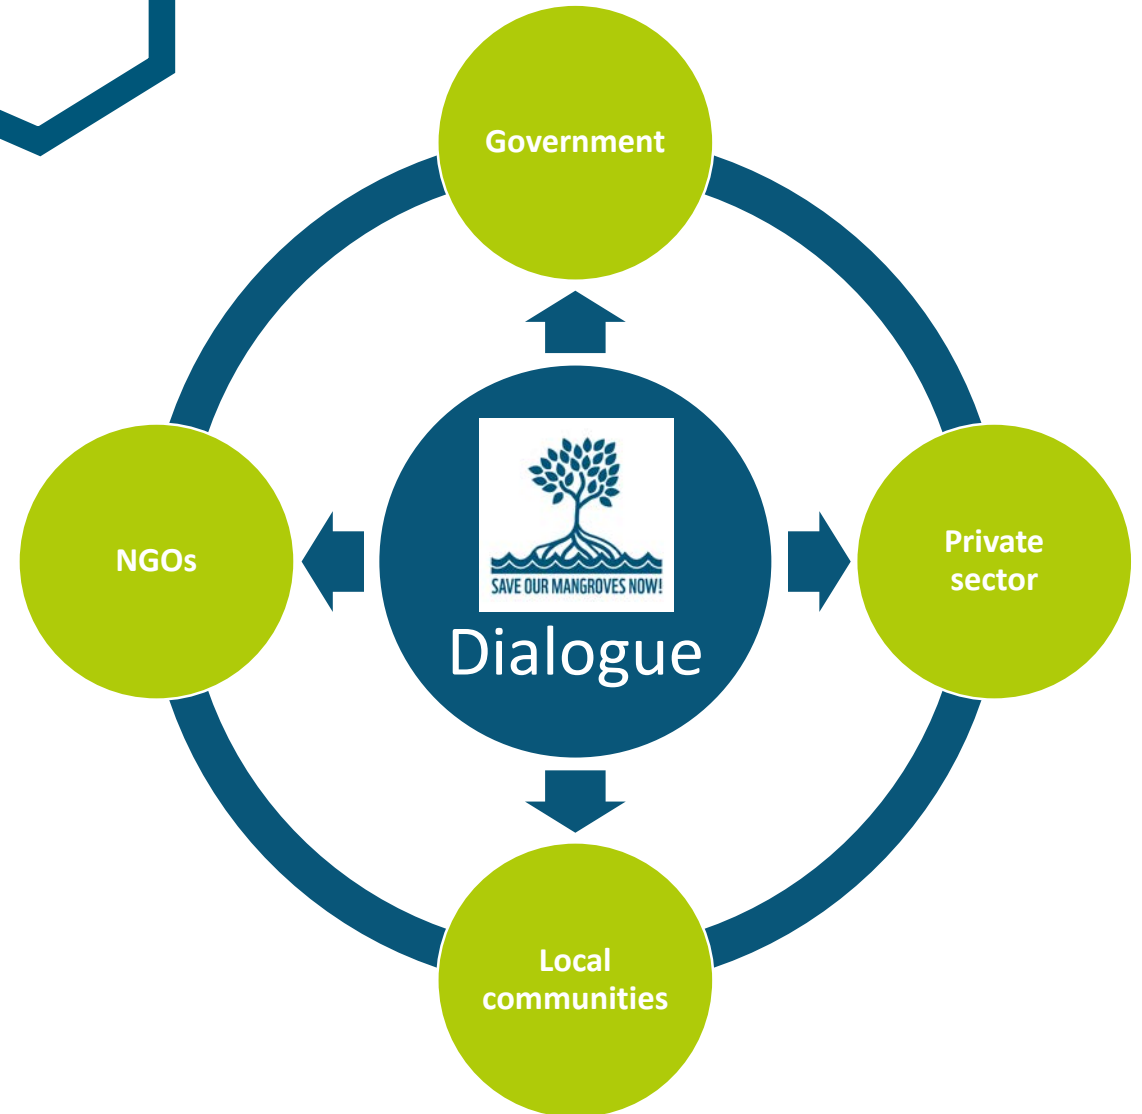 Government
NGOs
SAVE OUR MANGROVES NOW!
Dialogue
Private
sector
Local
communities